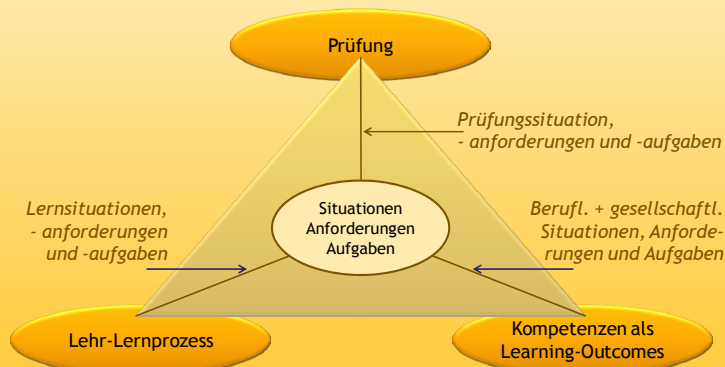 Prüfung
Prüfungssituation,
- anforderungen und -aufgaben
Lernsituationen,
- anforderungen
und -aufgaben
Situationen
Anforderungen
Aufgaben
Berufl. + gesellschaftl.
Situationen, Anforde-
rungen und Aufgaben
Lehr-Lernprozess
Kompetenzen als
Learning-Outcomes